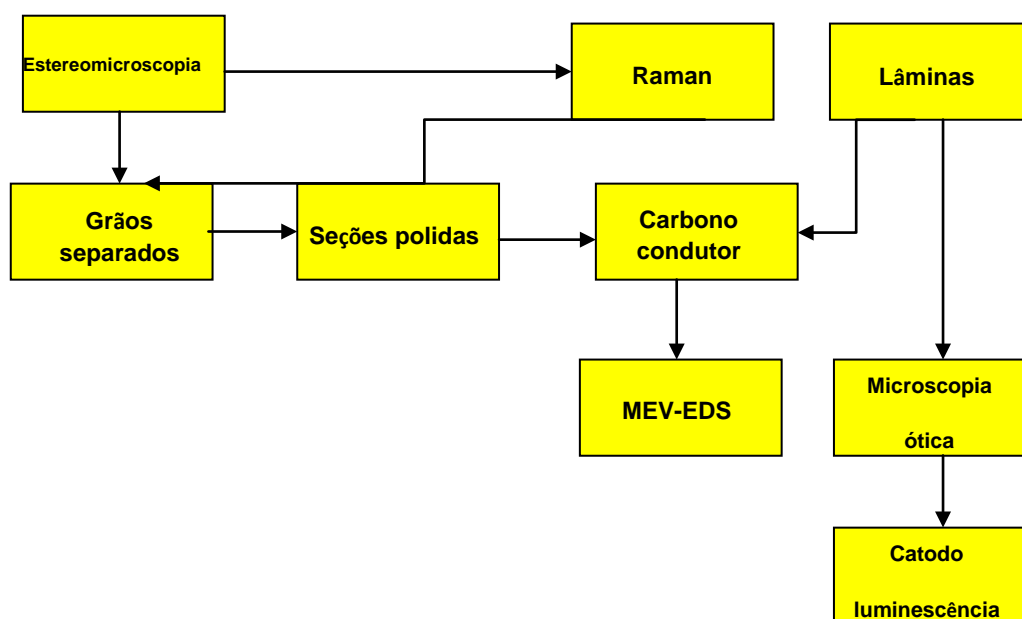 Estereomicroscopia
Raman
Lâminas
Grãos
separados
Seções polidas
Carbono
condutor
MEV-EDS
Microscopia
ótica
Catodo
luminescência